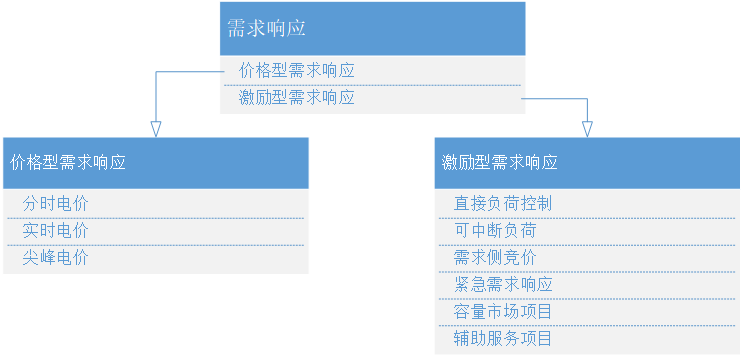 需求响应
价格型需求响应
激励型需求响应
价格型需求响应
分时电价
实时电价
尖峰电价
激励型需求响应
直接负荷控制
可中断负荷
需求侧竞价
紧急需求响应
容量市场项目
辅助服务项目